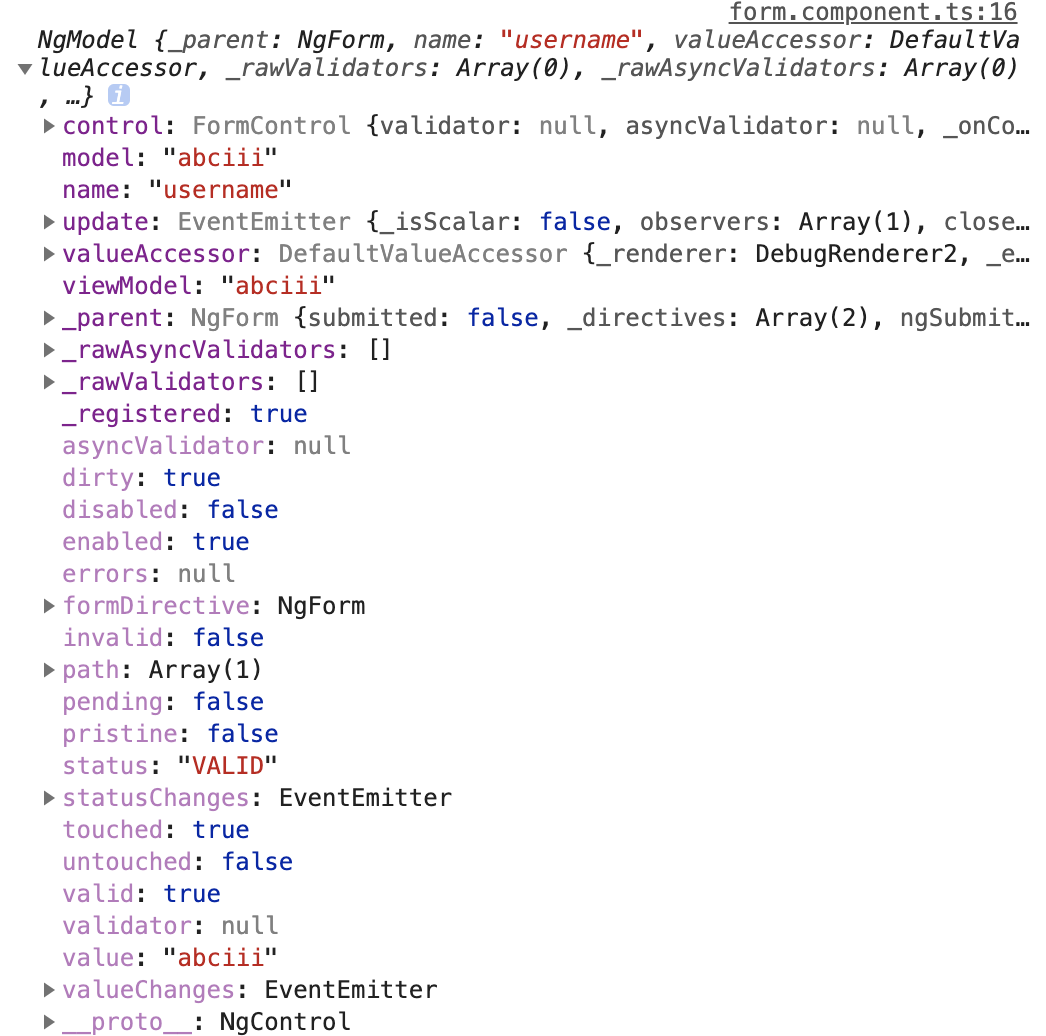 form.component.ts:16
NgModel {_parent: NgForm, name: "username", valueAccessor: DefaultVa
lueAccessor, _rawValidators: Array(0), _rawAsyncValidators: Array(0)
, …} i
control: FormControl {validator: null, asyncValidator: null, _onCo…
model: "abciii"
name: "username"
update: EventEmitter {_isScalar: false, observers: Array(1), close…
valueAccessor: DefaultValueAccessor {_renderer: DebugRenderer2, _e…
viewModel: "abciii"
_parent: NgForm {submitted: false, _directives: Array(2), ngSubmit…
_rawAsyncValidators: []
_rawValidators: []
_registered: true
asyncValidator: null
dirty: true
disabled: false
enabled: true
errors: null
formDirective: NgForm
invalid: false
path: Array(1)
pending: false
pristine: false
status: "VALID"
statusChanges: EventEmitter
touched: true
untouched: false
valid: true
validator: null
value: "abciii"
valueChanges: EventEmitter
__proto__: NgControl